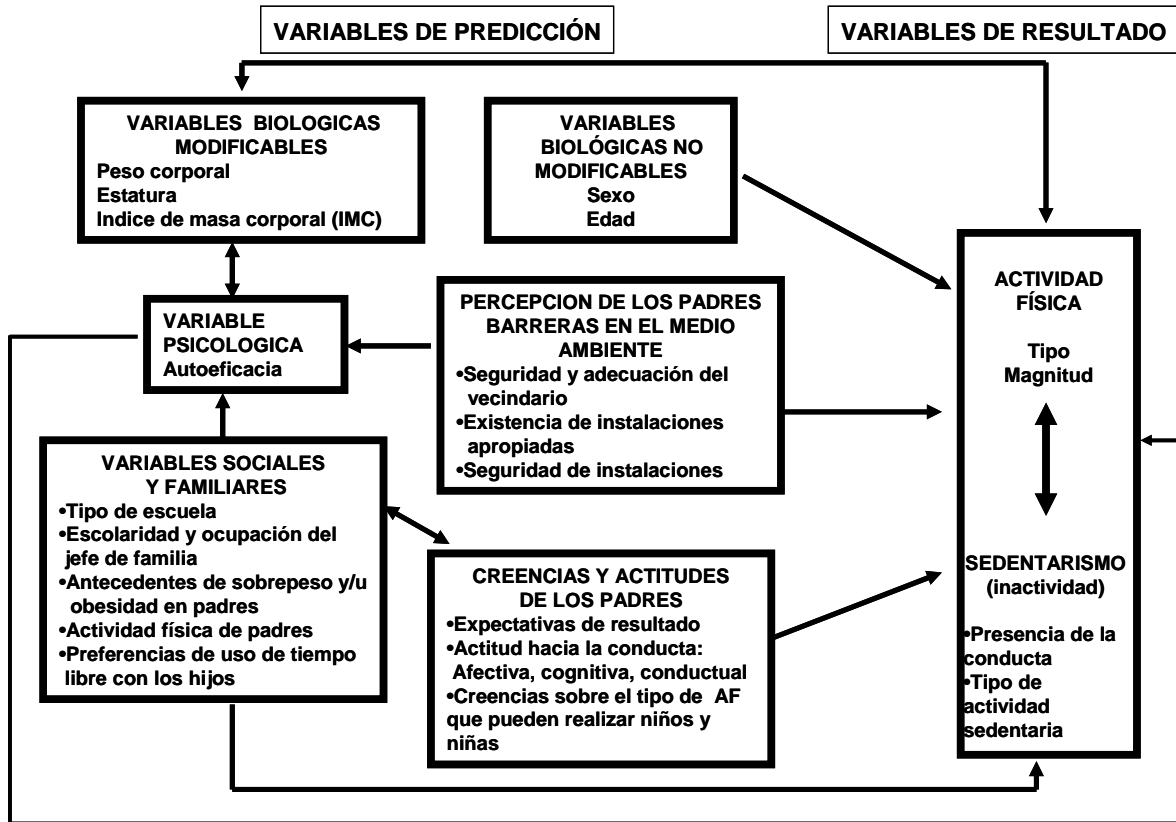 VARIABLES DE PREDICCIÓN
VARIABLES DE RESULTADO
VARIABLES BIOLOGICAS
MODIFICABLES
Peso corporal
Estatura
Indice de masa corporal (IMC)
VARIABLES
BIOLÓGICAS NO
MODIFICABLES
Sexo
Edad
VARIABLE
PSICOLOGICA
Autoeficacia
PERCEPCION DE LOS PADRES
BARRERAS EN EL MEDIO
AMBIENTE
•Seguridad y adecuación del
vecindario
•Existencia de instalaciones
apropiadas
•Seguridad de instalaciones
VARIABLES SOCIALES
Y FAMILIARES
•Tipo de escuela
•Escolaridad y ocupación del
jefe de familia
•Antecedentes de sobrepeso y/u
obesidad en padres
•Actividad física de padres
•Preferencias de uso de tiempo
libre con los hijos
CREENCIAS Y ACTITUDES
DE LOS PADRES
•Expectativas de resultado
•Actitud hacia la conducta:
Afectiva, cognitiva, conductual
•Creencias sobre el tipo de AF
que pueden realizar niños y
niñas
ACTIVIDAD
FÍSICA
Tipo
Magnitud
SEDENTARISMO
(inactividad)
•Presencia de la
conducta
•Tipo de
actividad
sedentaria